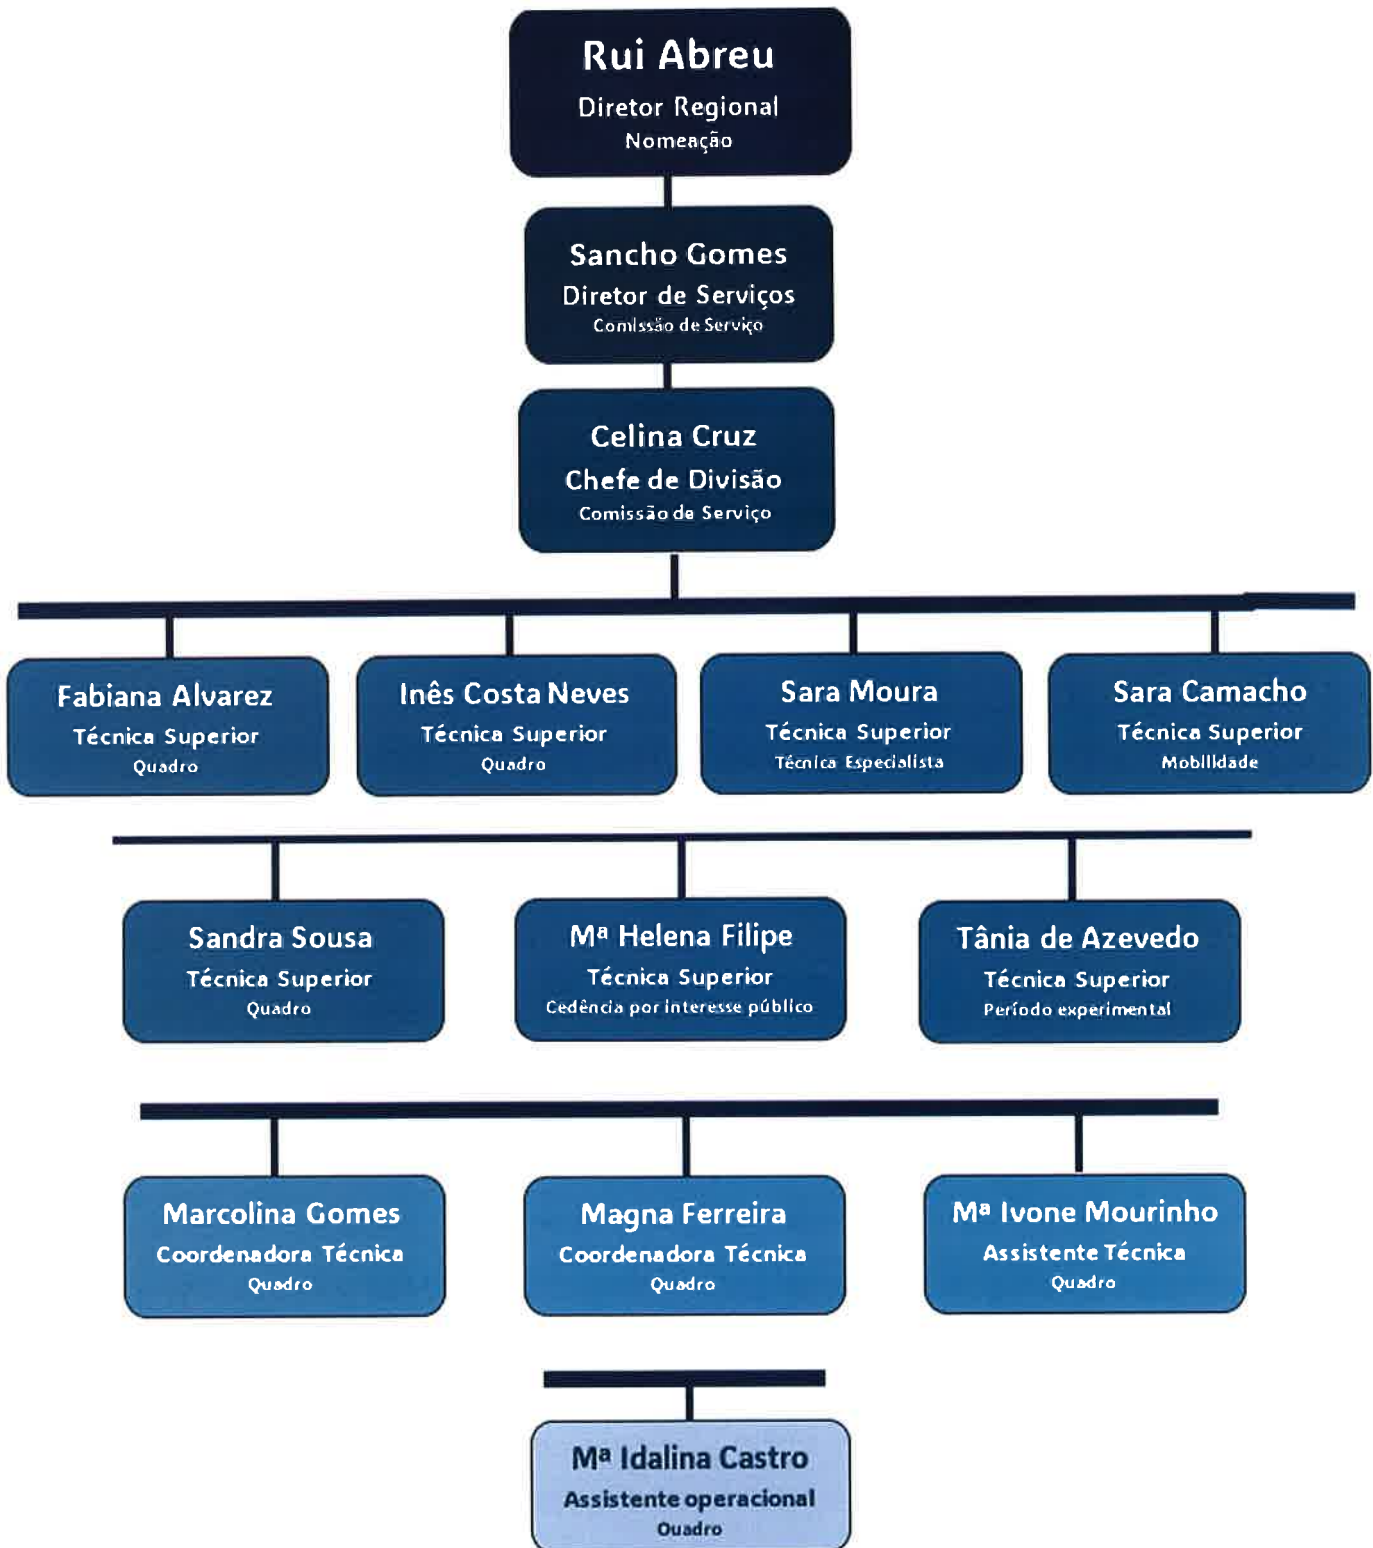 Rui Abreu
Diretor Regional
Nomeação
Sancho Gomes
Diretor de Serviços
Comissão de Serviço
Celina Cruz
Chefe de Divisão
Comissão de Serviço
Fabiana Alvarez
Técnica Superior
Quadro
Inês Costa Neves
Técnica Superior
Quadro
Sara Moura
Técnica Superior
Técnica Especialista
Sara Camacho
Técnica Superior
Mobilidade
Sandra Sousa
Técnica Superior
Quadro
Mª Helena Filipe
Técnica Superior
Cedência por interesse público
Tânia de Azevedo
Técnica Superior
Período experimental
Marcolina Gomes
Coordenadora Técnica
Quadro
Magna Ferreira
Coordenadora Técnica
Quadro
Mª Ivone Mourinho
Assistente Técnica
Quadro
Mª Idalina Castro
Assistente operacional
Quadro